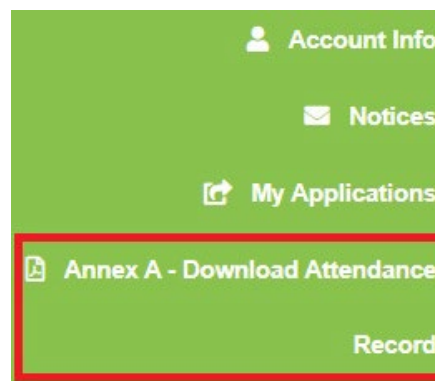 Account Info
Notices
My Applications
Annex A - Download Attendance
Record